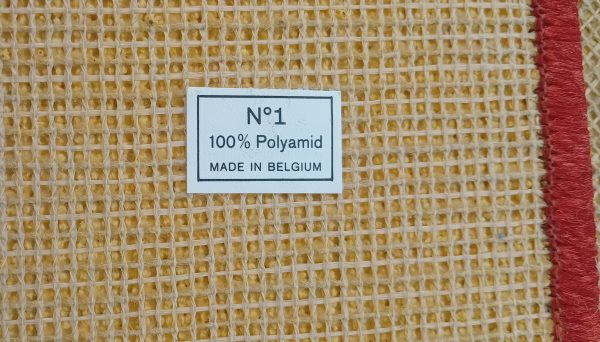 N°1
100% Polyamid
MADE IN BELGIUM